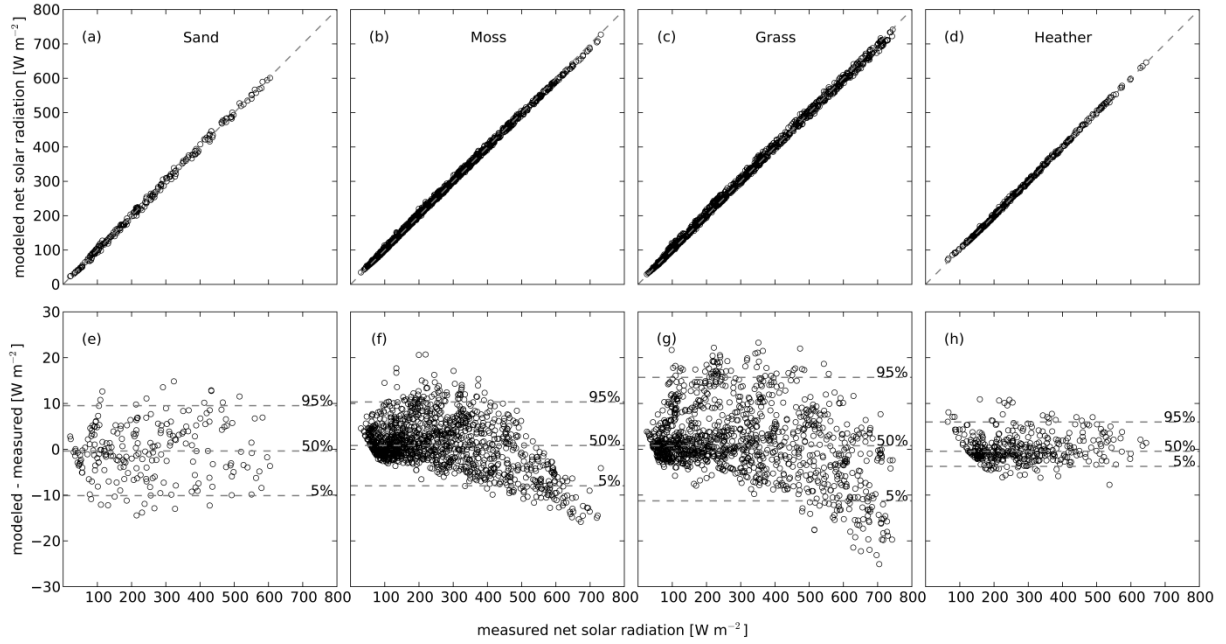 800
700
600
500
400
300
200
100
0
modeled net solar radiation [W m⁻²]
(a) Sand
(b) Moss
(c) Grass
(d) Heather
30
20
10
0
−10
−20
−30
modeled - measured [W m⁻²]
(e)
95%
50%
5%
(f)
95%
50%
5%
(g)
95%
50%
5%
(h)
95%
50%
5%
100 200 300 400 500 600 700 800
100 200 300 400 500 600 700 800
100 200 300 400 500 600 700 800
100 200 300 400 500 600 700 800
measured net solar radiation [W m⁻²]